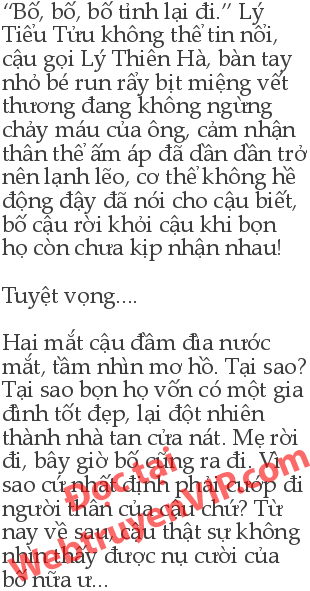 “Bố, bố, bố tỉnh lại đi.” Lý
Tiểu Tửu không thể tin nổi,
cậu gọi Lý Thiên Hà, bàn tay
nhỏ bé run rẩy bịt miệng vết
thương đang không ngừng
chảy máu của ông, cảm nhận
thân thể ấm áp đã dần dần trở
nên lạnh lẽo, cơ thể không hề
động đậy đã nói cho cậu biết,
bố cậu rời khỏi cậu khi bọn
họ còn chưa kịp nhận nhau!
Tuyệt vọng....
Hai mắt cậu đầm đìa nước
mắt, tầm nhìn mơ hồ. Tại sao?
Tại sao bọn họ vốn có một gia
đình tốt đẹp, lại đột nhiên
thành nhà tan cửa nát. Mẹ rời
đi, bây giờ bố cũng ra đi. Vì
sao cứ nhất định phải cướp đi
người thân của cậu chứ? Từ
nay về sau, cậu thật sự không
nhìn thấy được nụ cười của
bố nữa ư...
Đọc tại
WebtruyenVIP.com